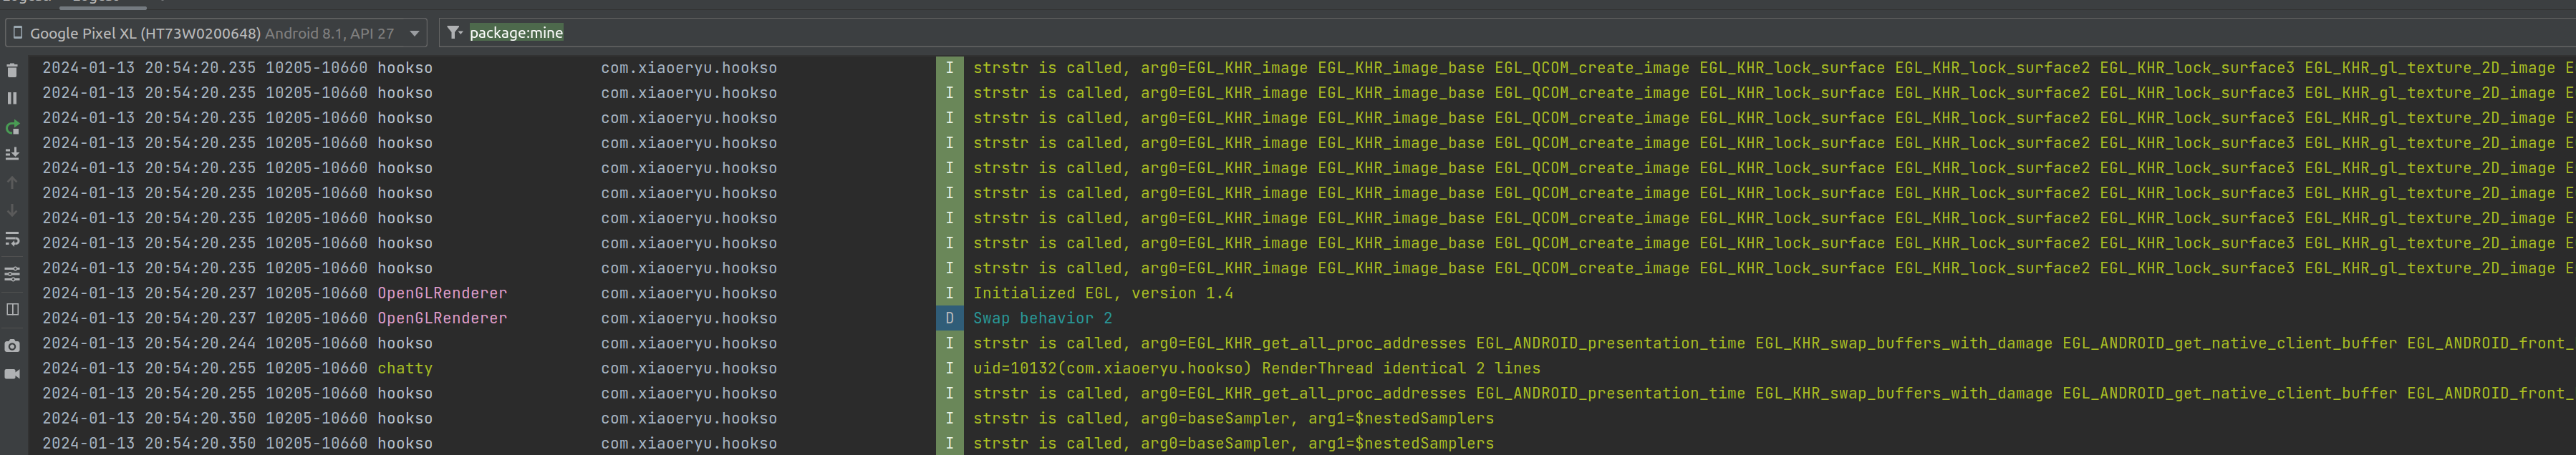 Google Pixel XL (HT73W0200648) Android 8.1, API 27 package:mine
2024-01-13 20:54:20.235 10205-10660 hookso com.xiaoeryu.hookso I strstr is called, arg0=EGL_KHR_image EGL_KHR_image_base EGL_QCOM_create_image EGL_KHR_lock_surface EGL_KHR_lock_surface2 EGL_KHR_lock_surface3 EGL_KHR_gl_texture_2D_image E
2024-01-13 20:54:20.235 10205-10660 hookso com.xiaoeryu.hookso I strstr is called, arg0=EGL_KHR_image EGL_KHR_image_base EGL_QCOM_create_image EGL_KHR_lock_surface EGL_KHR_lock_surface2 EGL_KHR_lock_surface3 EGL_KHR_gl_texture_2D_image E
2024-01-13 20:54:20.235 10205-10660 hookso com.xiaoeryu.hookso I strstr is called, arg0=EGL_KHR_image EGL_KHR_image_base EGL_QCOM_create_image EGL_KHR_lock_surface EGL_KHR_lock_surface2 EGL_KHR_lock_surface3 EGL_KHR_gl_texture_2D_image E
2024-01-13 20:54:20.235 10205-10660 hookso com.xiaoeryu.hookso I strstr is called, arg0=EGL_KHR_image EGL_KHR_image_base EGL_QCOM_create_image EGL_KHR_lock_surface EGL_KHR_lock_surface2 EGL_KHR_lock_surface3 EGL_KHR_gl_texture_2D_image E
2024-01-13 20:54:20.235 10205-10660 hookso com.xiaoeryu.hookso I strstr is called, arg0=EGL_KHR_image EGL_KHR_image_base EGL_QCOM_create_image EGL_KHR_lock_surface EGL_KHR_lock_surface2 EGL_KHR_lock_surface3 EGL_KHR_gl_texture_2D_image E
2024-01-13 20:54:20.235 10205-10660 hookso com.xiaoeryu.hookso I strstr is called, arg0=EGL_KHR_image EGL_KHR_image_base EGL_QCOM_create_image EGL_KHR_lock_surface EGL_KHR_lock_surface2 EGL_KHR_lock_surface3 EGL_KHR_gl_texture_2D_image E
2024-01-13 20:54:20.235 10205-10660 hookso com.xiaoeryu.hookso I strstr is called, arg0=EGL_KHR_image EGL_KHR_image_base EGL_QCOM_create_image EGL_KHR_lock_surface EGL_KHR_lock_surface2 EGL_KHR_lock_surface3 EGL_KHR_gl_texture_2D_image E
2024-01-13 20:54:20.235 10205-10660 hookso com.xiaoeryu.hookso I strstr is called, arg0=EGL_KHR_image EGL_KHR_image_base EGL_QCOM_create_image EGL_KHR_lock_surface EGL_KHR_lock_surface2 EGL_KHR_lock_surface3 EGL_KHR_gl_texture_2D_image E
2024-01-13 20:54:20.235 10205-10660 hookso com.xiaoeryu.hookso I strstr is called, arg0=EGL_KHR_image EGL_KHR_image_base EGL_QCOM_create_image EGL_KHR_lock_surface EGL_KHR_lock_surface2 EGL_KHR_lock_surface3 EGL_KHR_gl_texture_2D_image E
2024-01-13 20:54:20.237 10205-10660 OpenGLRenderer com.xiaoeryu.hookso I Initialized EGL, version 1.4
2024-01-13 20:54:20.237 10205-10660 OpenGLRenderer com.xiaoeryu.hookso D Swap behavior 2
2024-01-13 20:54:20.244 10205-10660 hookso com.xiaoeryu.hookso I strstr is called, arg0=EGL_KHR_get_all_proc_addresses EGL_ANDROID_presentation_time EGL_KHR_swap_buffers_with_damage EGL_ANDROID_get_native_client_buffer EGL_ANDROID_front_
2024-01-13 20:54:20.255 10205-10660 chatty com.xiaoeryu.hookso I uid=10132(com.xiaoeryu.hookso) RenderThread identical 2 lines
2024-01-13 20:54:20.255 10205-10660 hookso com.xiaoeryu.hookso I strstr is called, arg0=EGL_KHR_get_all_proc_addresses EGL_ANDROID_presentation_time EGL_KHR_swap_buffers_with_damage EGL_ANDROID_get_native_client_buffer EGL_ANDROID_front_
2024-01-13 20:54:20.350 10205-10660 hookso com.xiaoeryu.hookso I strstr is called, arg0=baseSampler, arg1=$nestedSamplers
2024-01-13 20:54:20.350 10205-10660 hookso com.xiaoeryu.hookso I strstr is called, arg0=baseSampler, arg1=$nestedSamplers